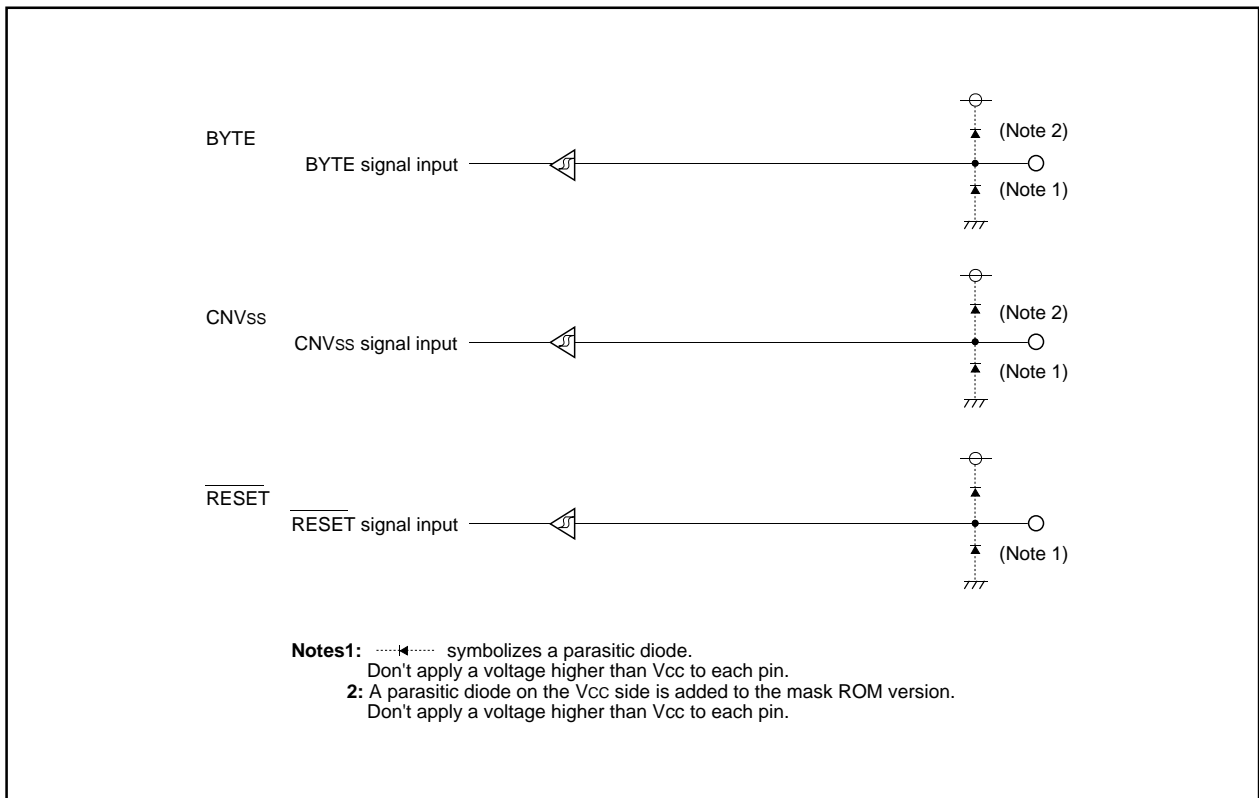 BYTE
BYTE signal input
(Note 2)
(Note 1)
CNVss
CNVss signal input
(Note 2)
(Note 1)
RESET
RESET signal input
(Note 1)
Notes1: symbolizes a parasitic diode.
Don't apply a voltage higher than Vcc to each pin.
2: A parasitic diode on the VCC side is added to the mask ROM version.
Don't apply a voltage higher than Vcc to each pin.